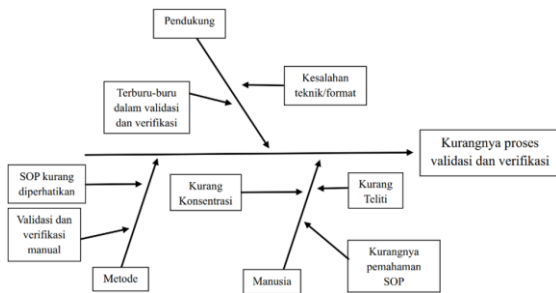 Pendukung
Kesalahan
teknik/format
Terburu-buru
dalam validasi
dan verifikasi
Kurangnya proses
validasi dan verifikasi
SOP kurang
diperhatikan
Kurang
Konsentrasi
Kurang
Teliti
Validasi dan
verifikasi
manual
Kurangnya
pemahaman
SOP
Metode
Manusia